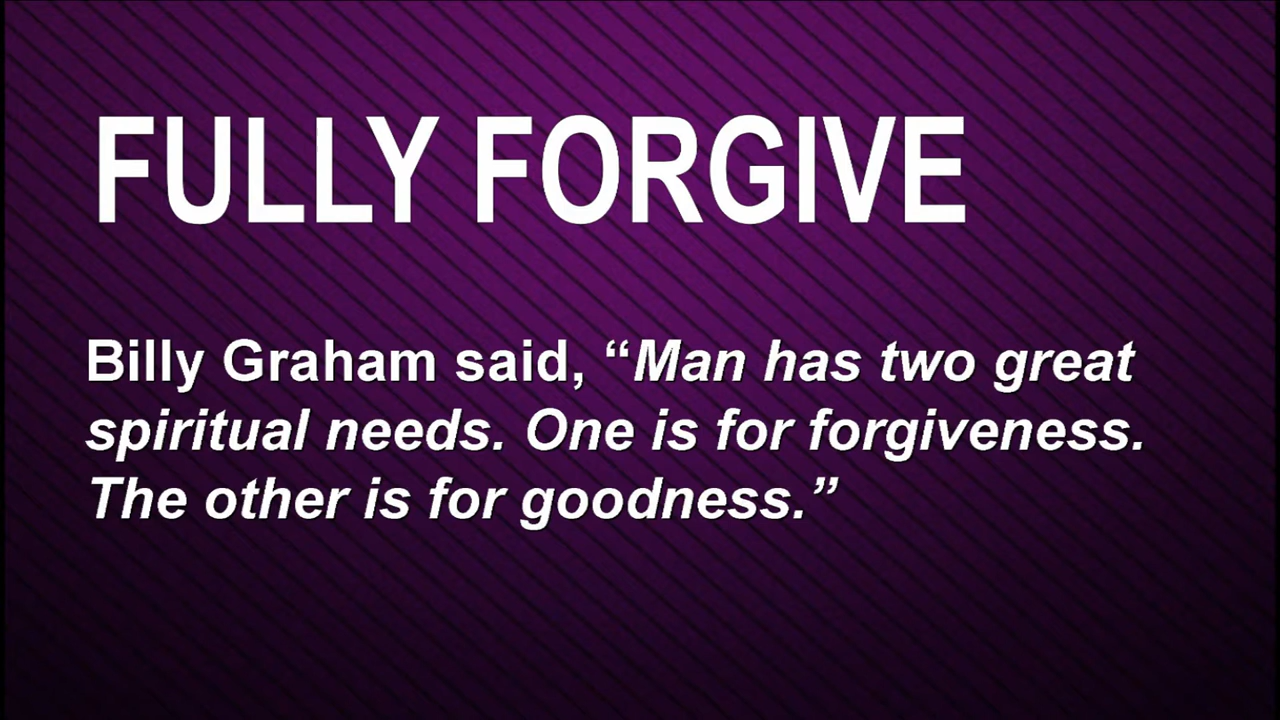 FULLY FORGIVE
Billy Graham said, “Man has two great
spiritual needs. One is for forgiveness.
The other is for goodness.”